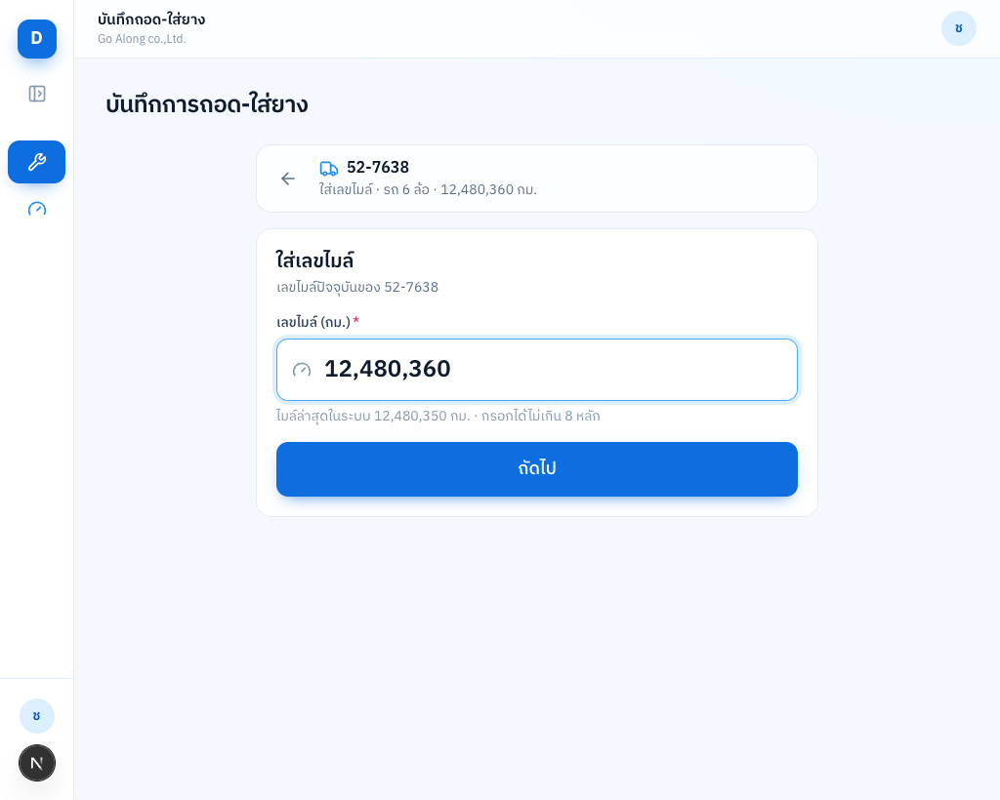 D
บันทึกถอด-ใส่ยาง
Go Along co.,Ltd.
ช
บันทึกการถอด-ใส่ยาง
52-7638
ใส่เลขไมล์ · รถ 6 ล้อ · 12,480,360 กม.
ใส่เลขไมล์
เลขไมล์ปัจจุบันของ 52-7638
เลขไมล์ (กม.) *
12,480,360
ไมล์ล่าสุดในระบบ 12,480,350 กม. · กรอกได้ไม่เกิน 8 หลัก
ถัดไป
ช
N